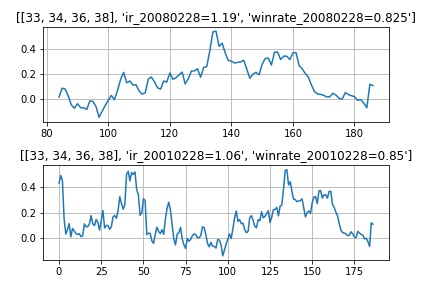 [[33, 34, 36, 38], 'ir_20080228=1.19', 'winrate_20080228=0.825']
0.4
0.2
0.0
80 100 120 140 160 180
[[33, 34, 36, 38], 'ir_20010228=1.06', 'winrate_20010228=0.85']
0.4
0.2
0.0
0 25 50 75 100 125 150 175